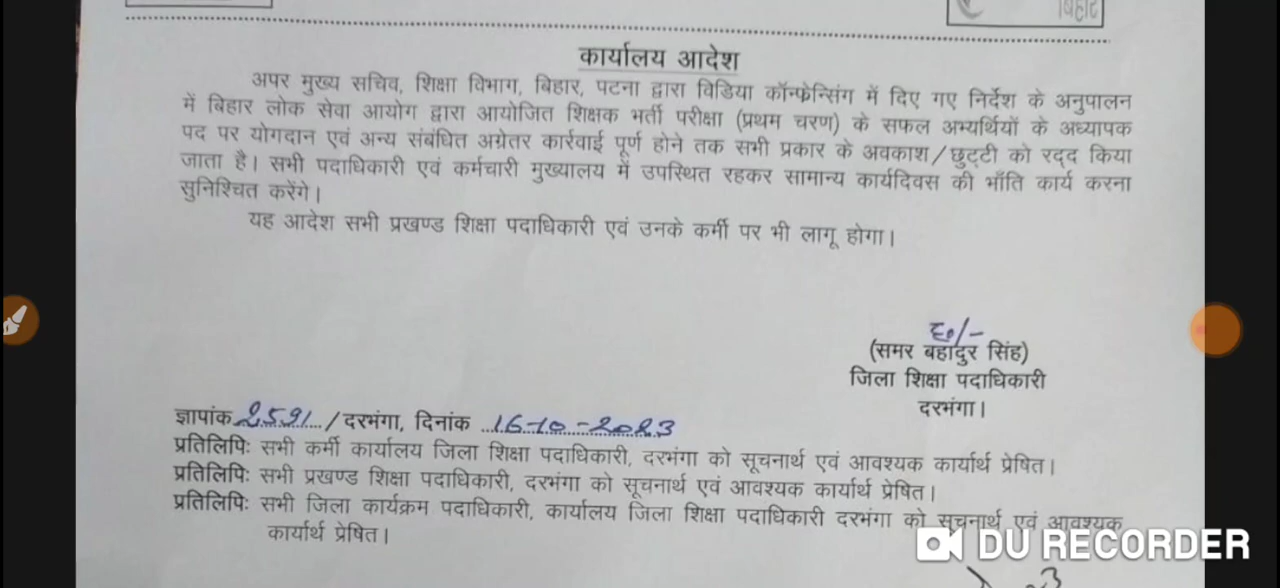 बिहार
कार्यालय आदेश
अपर मुख्य सचिव, शिक्षा विभाग, बिहार, पटना द्वारा विडिया कॉन्फ्रेन्सिंग में दिए गए निर्देश के अनुपालन
में बिहार लोक सेवा आयोग द्वारा आयोजित शिक्षक भर्ती परीक्षा (प्रथम चरण) के सफल अभ्यर्थियों के अध्यापक
पद पर योगदान एवं अन्य संबंधित अग्रेतर कार्रवाई पूर्ण होने तक सभी प्रकार के अवकाश/छुट्टी को रद्द किया
जाता है। सभी पदाधिकारी एवं कर्मचारी मुख्यालय में उपस्थित रहकर सामान्य कार्यदिवस की भाँति कार्य करना
सुनिश्चित करेंगे।
यह आदेश सभी प्रखण्ड शिक्षा पदाधिकारी एवं उनके कर्मी पर भी लागू होगा।
ह0/-
(समर बहादुर सिंह)
जिला शिक्षा पदाधिकारी
दरभंगा।
ज्ञापांक 2591 /दरभंगा, दिनांक 16-10-2023
प्रतिलिपिः सभी कर्मी कार्यालय जिला शिक्षा पदाधिकारी, दरभंगा को सूचनार्थ एवं आवश्यक कार्यार्थ प्रेषित।
प्रतिलिपिः सभी प्रखण्ड शिक्षा पदाधिकारी, दरभंगा को सूचनार्थ एवं आवश्यक कार्यार्थ प्रेषित।
प्रतिलिपिः सभी जिला कार्यक्रम पदाधिकारी, कार्यालय जिला शिक्षा पदाधिकारी दरभंगा को सूचनार्थ एवं आवश्यक
कार्यार्थ प्रेषित।
DU RECORDER